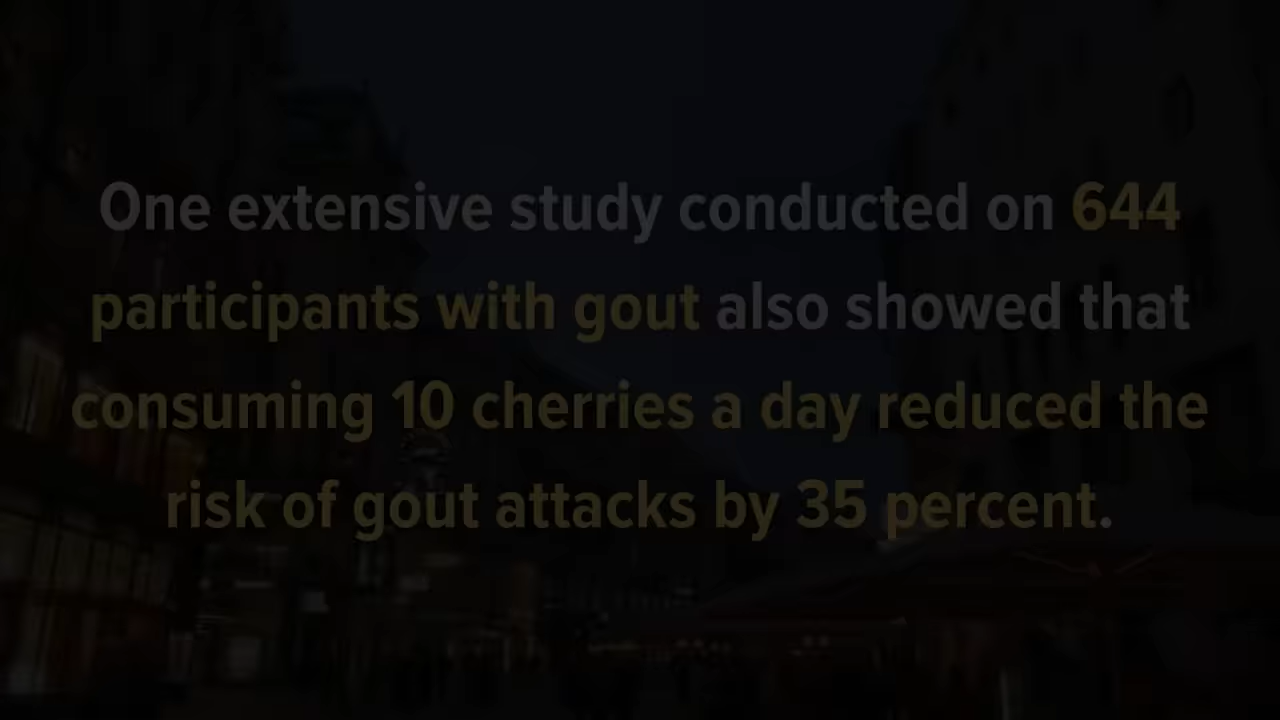 One extensive study conducted on 644
participants with gout also showed that
consuming 10 cherries a day reduced the
risk of gout attacks by 35 percent.